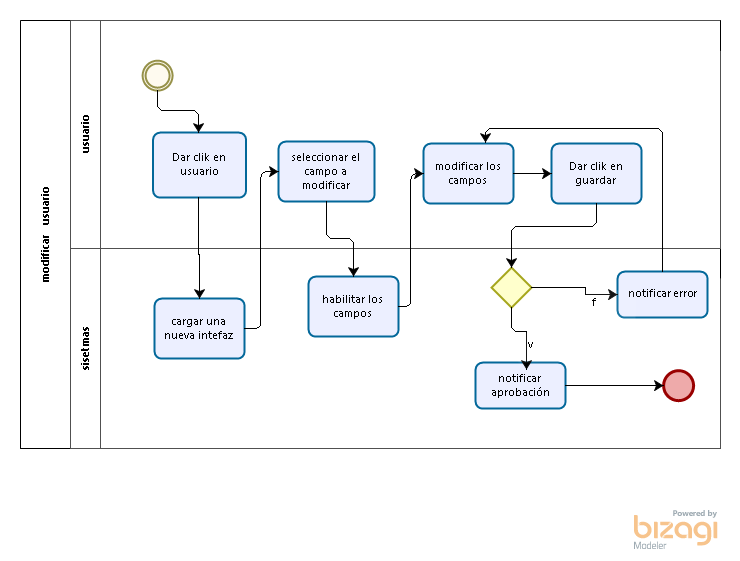 modificar usuario
usuario
sisetmas
Dar clik en
usuario
seleccionar el
campo a
modificar
modificar los
campos
Dar clik en
guardar
cargar una
nueva intefaz
habilitar los
campos
f
notificar error
v
notificar
aprobación
Powered by
bizagi
Modeler